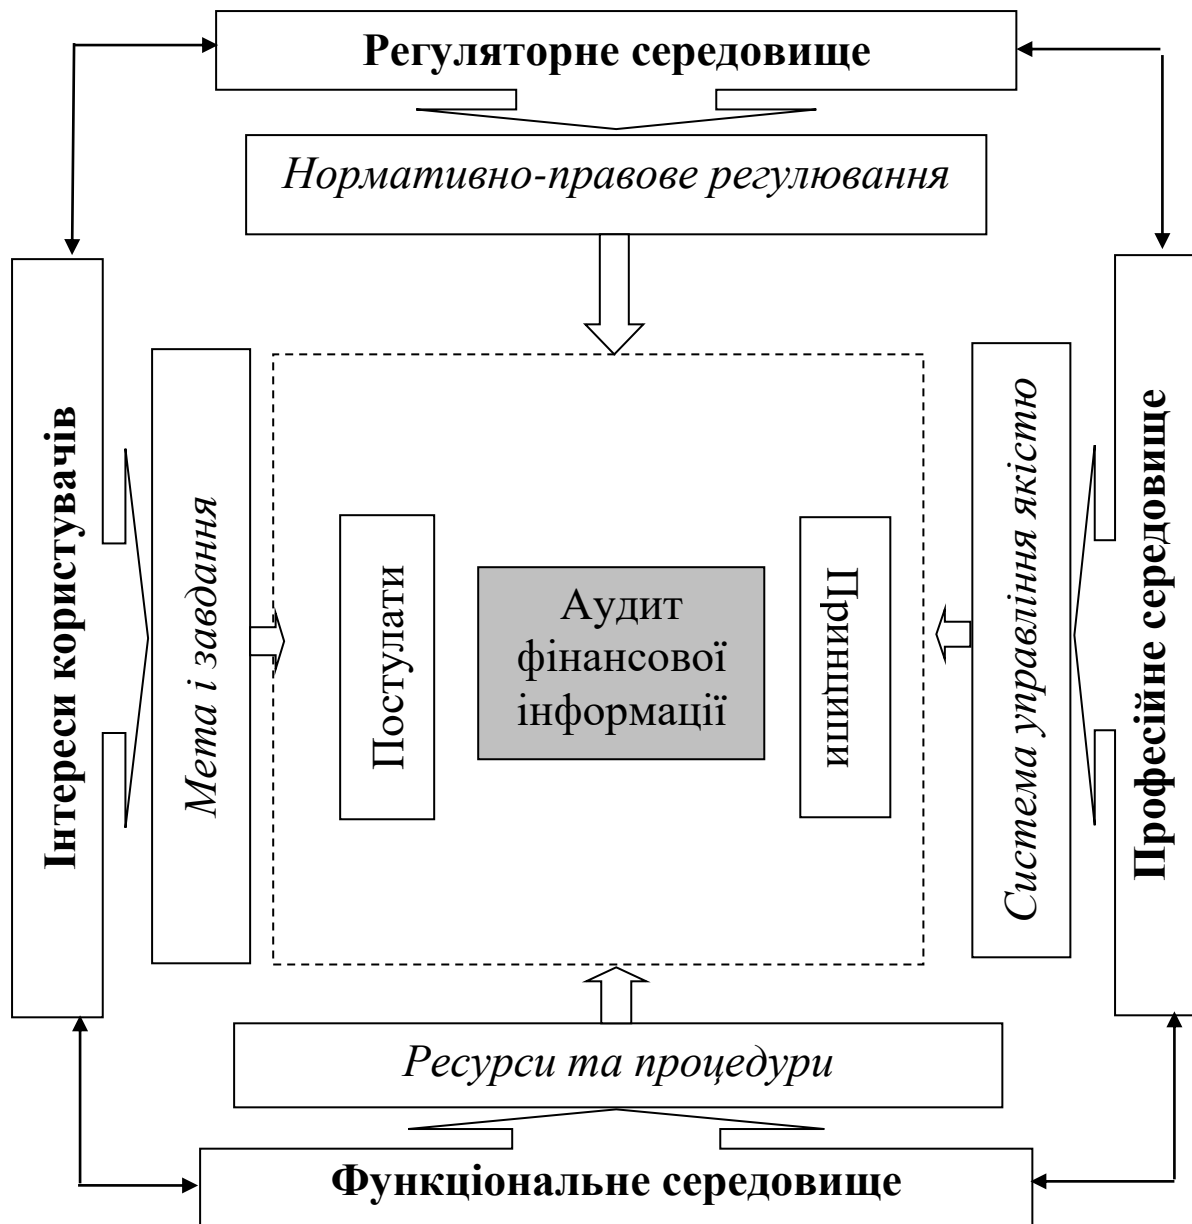 Регуляторне середовище
Нормативно-правове регулювання
Інтереси користувачів
Мета і завдання
Постулати
Аудит
фінансової
інформації
Принципи
Система управління якістю
Професійне середовище
Ресурси та процедури
Функціональне середовище